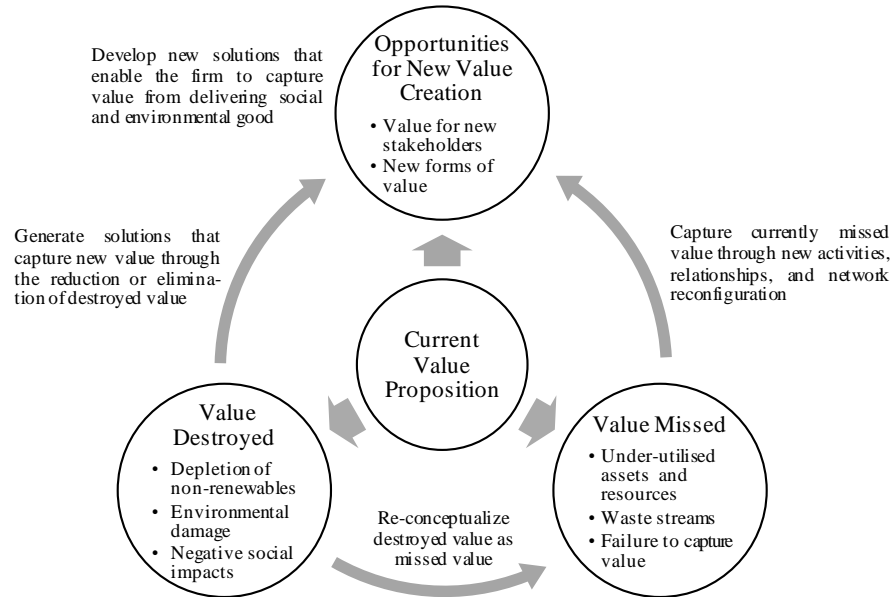 Develop new solutions that
enable the firm to capture
value from delivering social
and environmental good
Opportunities
for New Value
Creation
• Value for new
stakeholders
• New forms of
value
Generate solutions that
capture new value through
the reduction or elimina-
tion of destroyed value
Capture currently missed
value through new activities,
relationships, and network
reconfiguration
Current
Value
Proposition
Value
Destroyed
• Depletion of
non-renewables
• Environmental
damage
• Negative social
impacts
Re-conceptualize
destroyed value as
missed value
Value Missed
• Under-utilised
assets and
resources
• Waste streams
• Failure to capture
value